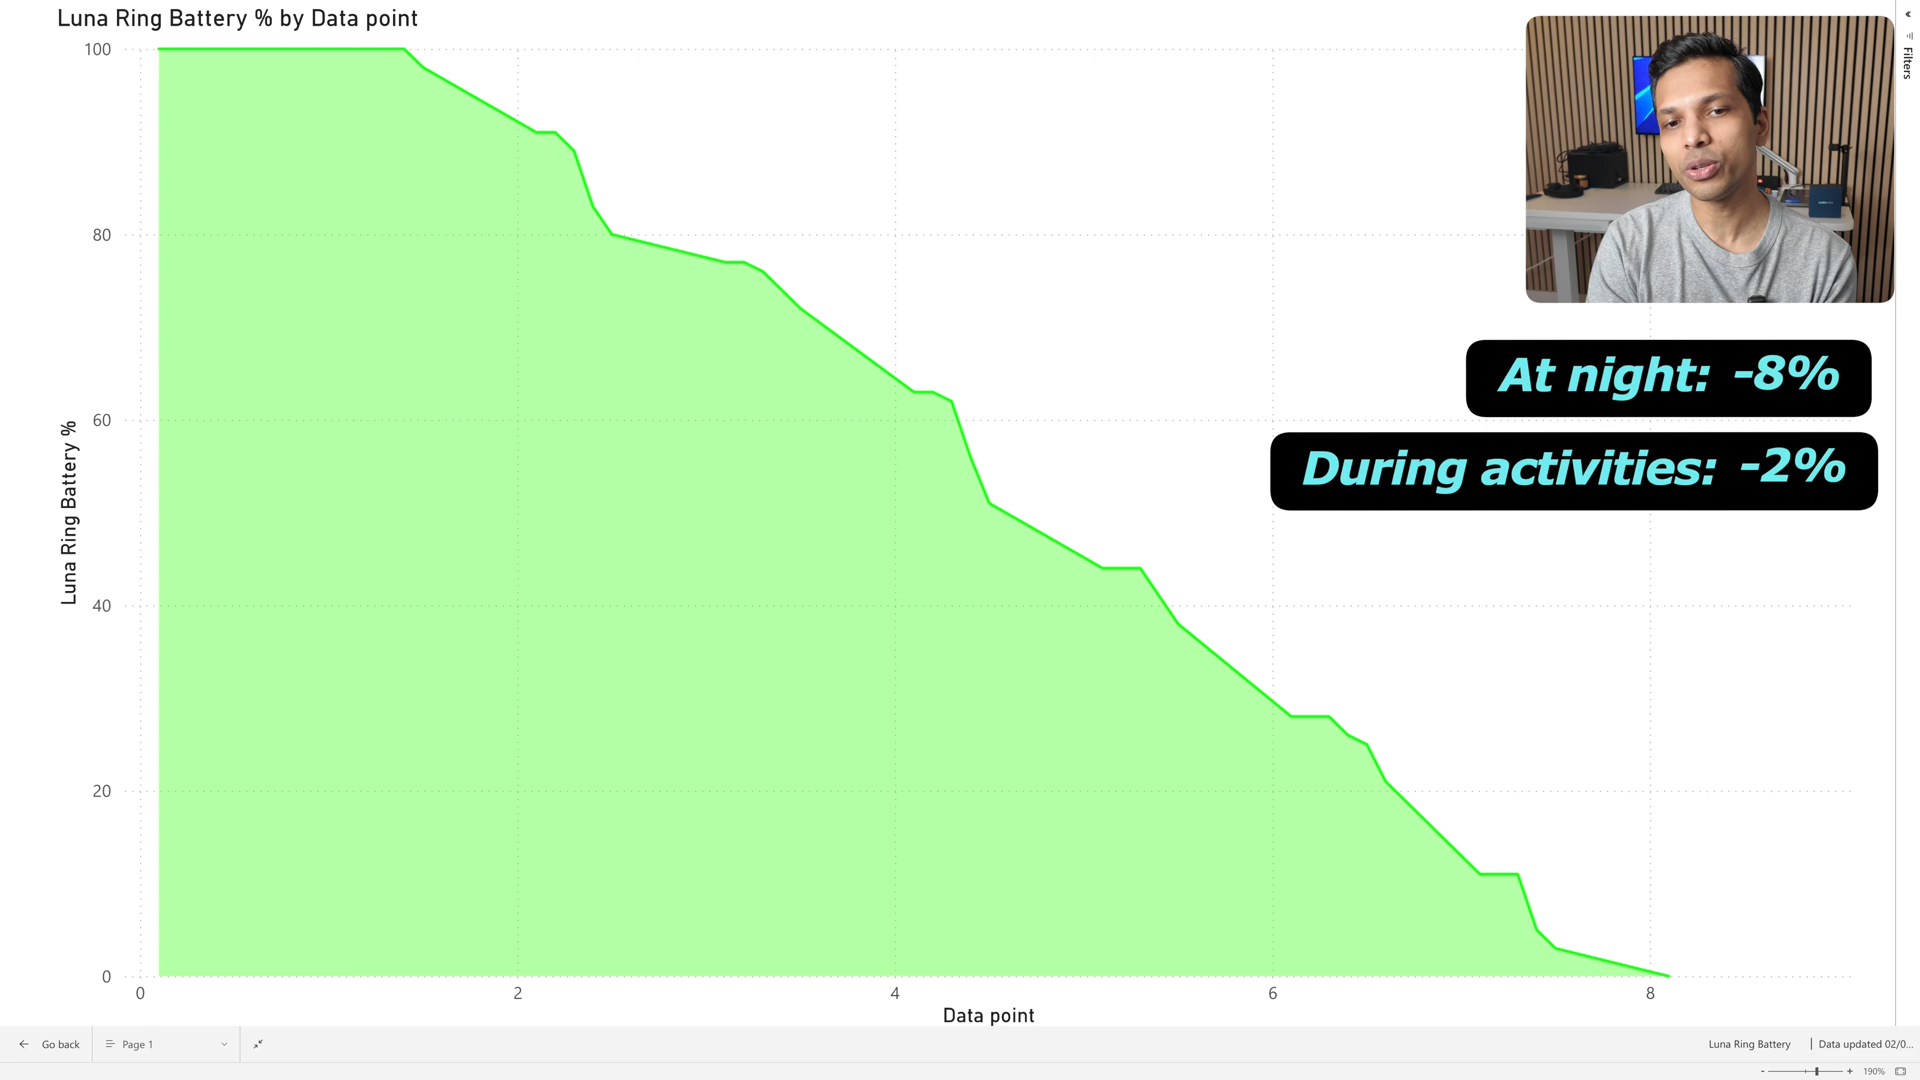 Luna Ring Battery % by Data point
Filters
100
80
60
40
20
0
Luna Ring Battery %
At night: -8%
During activities: -2%
0 2 4 6 8
Data point
Go back
Page 1
Luna Ring Battery | Data updated 02/0...
- + 190%